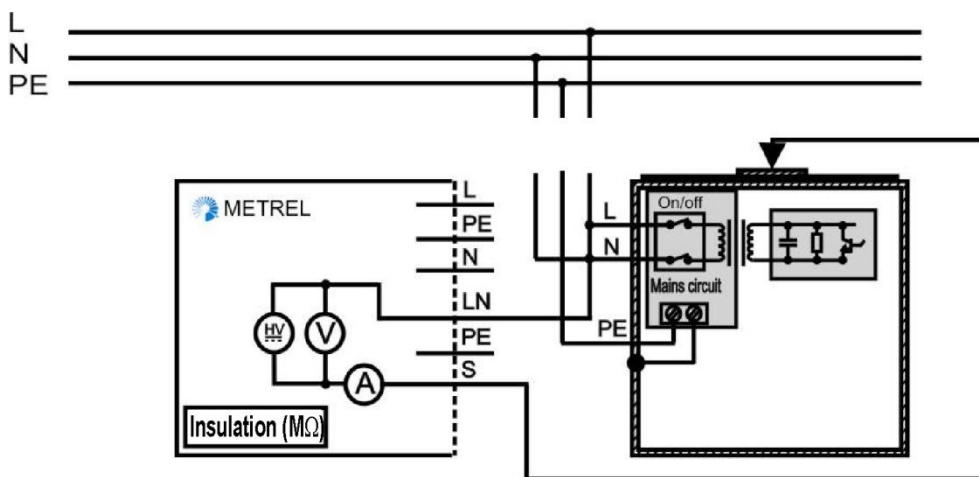 L
N
PE
METREL
L
PE
N
LN
PE
S
HV
V
A
Insulation (MΩ)
On/off
L
N
Mains circuit
PE